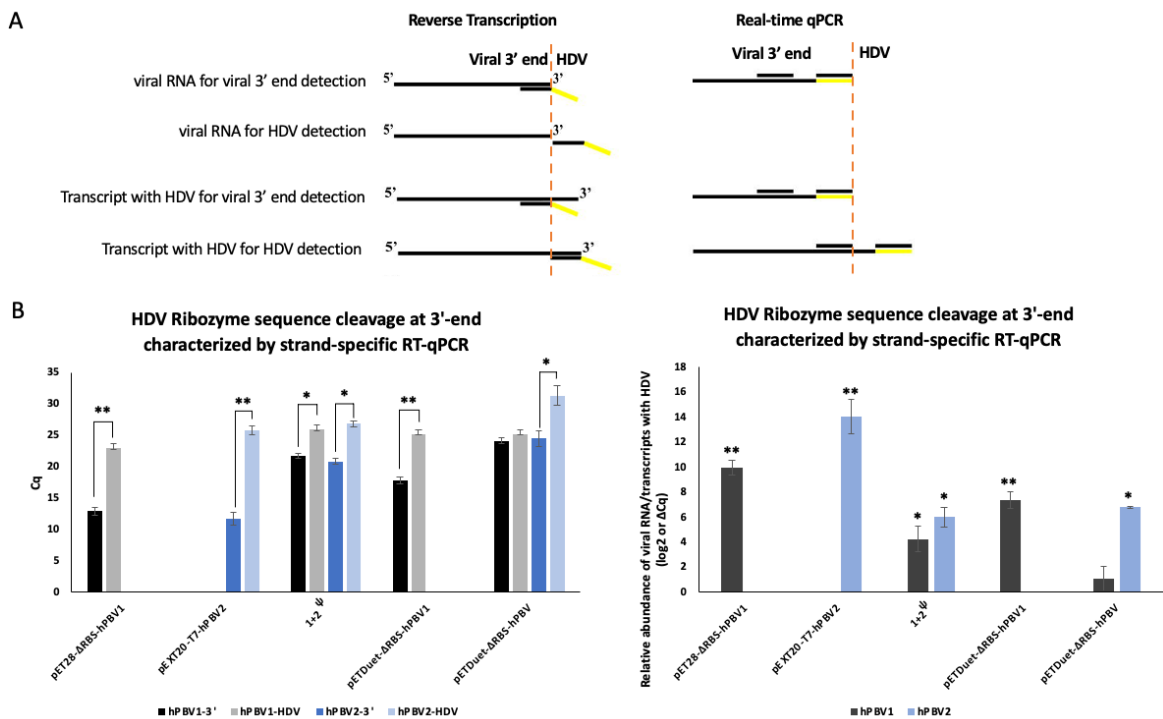 A
Reverse Transcription
Real-time qPCR
Viral 3’ end HDV
Viral 3’ end HDV
viral RNA for viral 3’ end detection
5’ 3’
viral RNA for HDV detection
5’ 3’
Transcript with HDV for viral 3’ end detection
5’ 3’
Transcript with HDV for HDV detection
5’ 3’
B
HDV Ribozyme sequence cleavage at 3'-end
characterized by strand-specific RT-qPCR
35
30
25
20
15
10
5
0
Cq
** ** * * ** *
pET28-ΔRBS-hPBV1
pEXT20-T7-hPBV2
1+2ψ
pETDuet-ΔRBS-hPBV1
pETDuet-ΔRBS-hPBV
hPBV1-3' hPBV1-HDV hPBV2-3' hPBV2-HDV
HDV Ribozyme sequence cleavage at 3'-end
characterized by strand-specific RT-qPCR
18
16
14
12
10
8
6
4
2
0
Relative abundance of viral RNA/transcrripts with HDV
(log2 or ΔCq)
** ** * * ** *
pET28-ΔRBS-hPBV1
pEXT20-T7-hPBV2
1+2ψ
pETDuet-ΔRBS-hPBV1
pETDuet-ΔRBS-hPBV
hPBV1 hPBV2